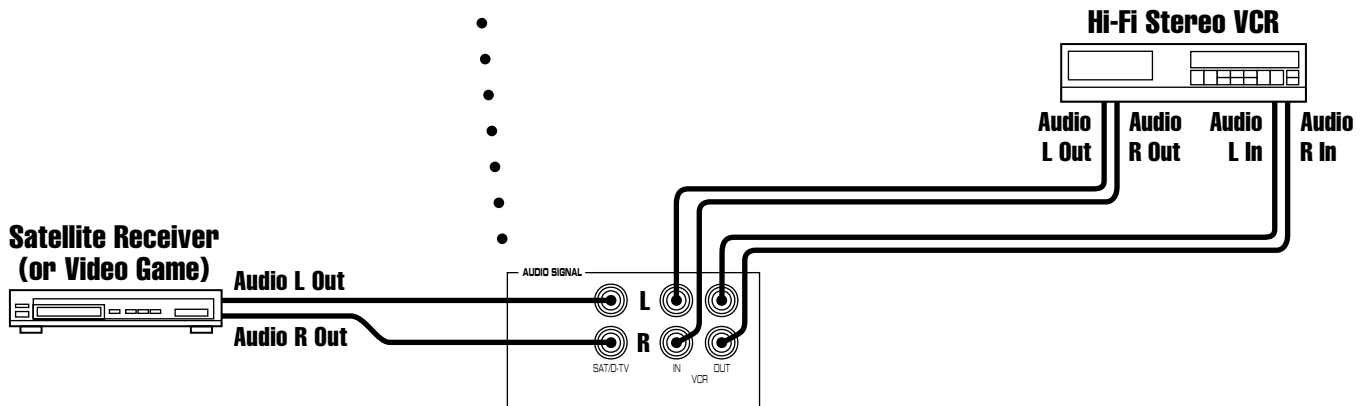 Hi-Fi Stereo VCR
Audio
L Out
Audio
R Out
Audio
L In
Audio
R In
Satellite Receiver
(or Video Game)
Audio L Out
Audio R Out
AUDIO SIGNAL
L
R
SAT/D-TV
IN
OUT
VCR